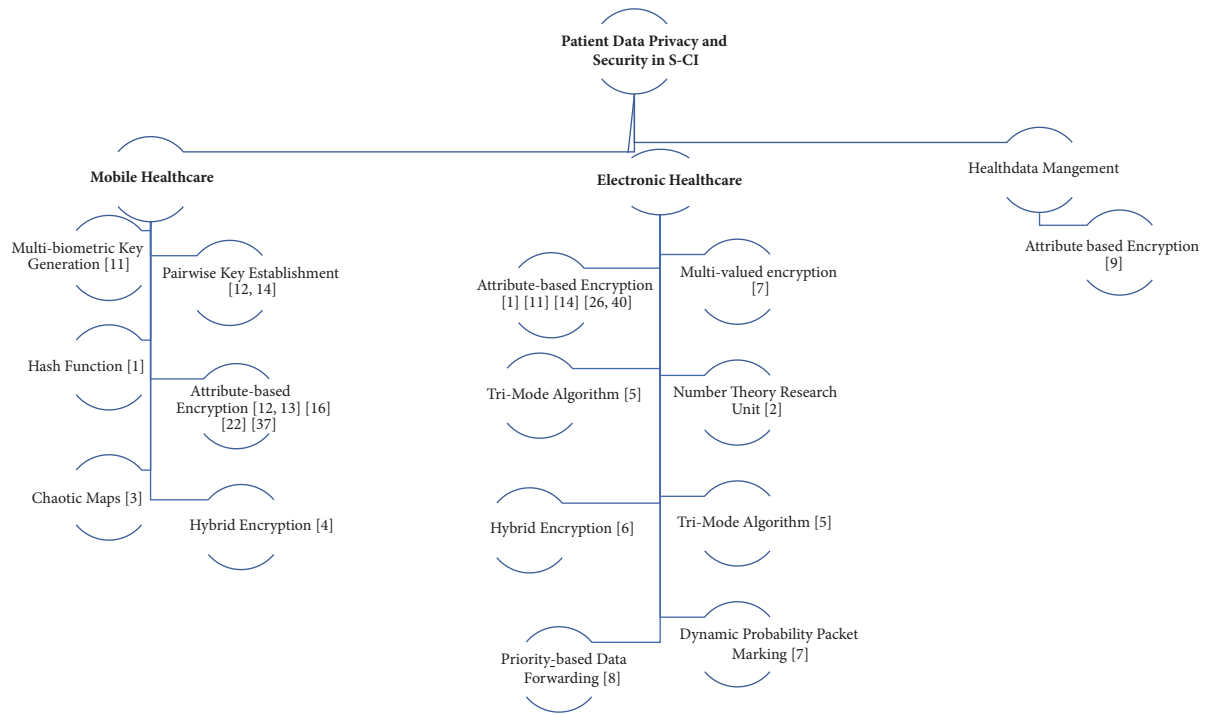 Patient Data Privacy and
Security in S-CI
Mobile Healthcare
Multi-biometric Key
Generation [11]
Pairwise Key Establishment
[12, 14]
Hash Function [1]
Attribute-based
Encryption [12, 13] [16]
[22] [37]
Chaotic Maps [3]
Hybrid Encryption [4]
Electronic Healthcare
Attribute-based Encryption
[1] [11] [14] [26, 40]
Multi-valued encryption
[7]
Tri-Mode Algorithm [5]
Number Theory Research
Unit [2]
Hybrid Encryption [6]
Tri-Mode Algorithm [5]
Priority-based Data
Forwarding [8]
Dynamic Probability Packet
Marking [7]
Healthdata Mangement
Attribute based Encryption
[9]